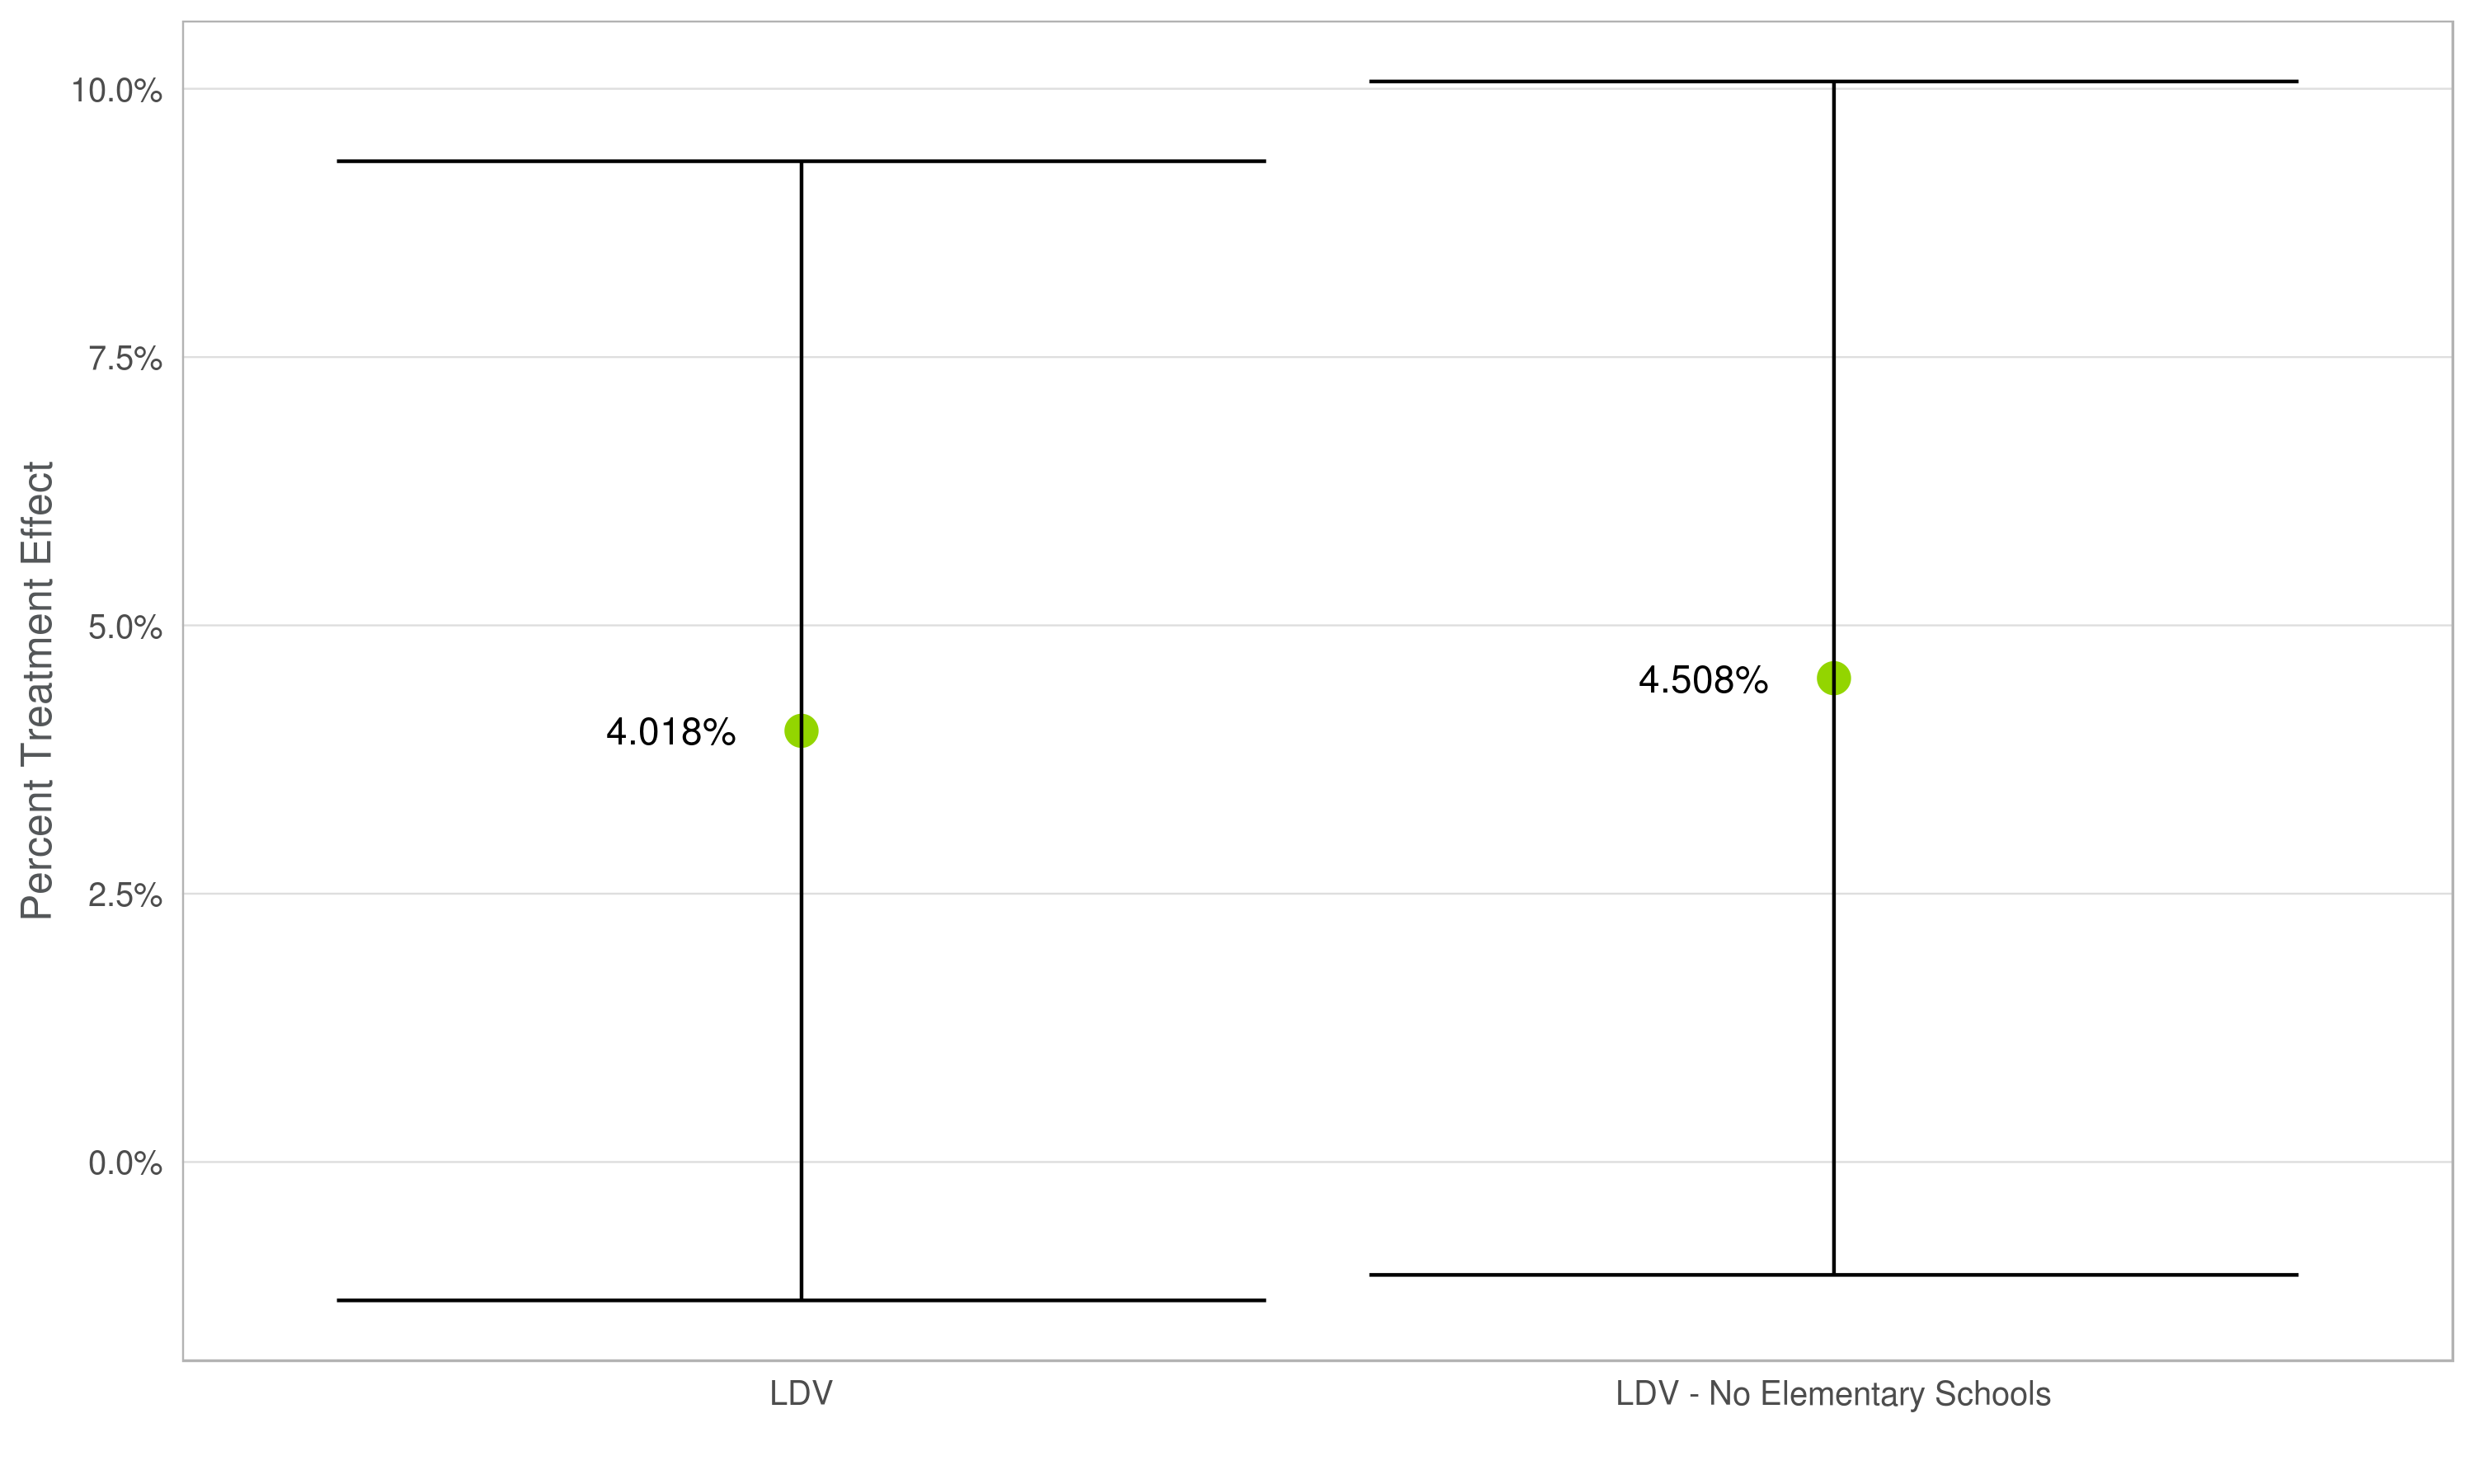 Percent Treatment Effect
10.0%
7.5%
5.0%
2.5%
0.0%
4.018%
4.508%
LDV
LDV - No Elementary Schools